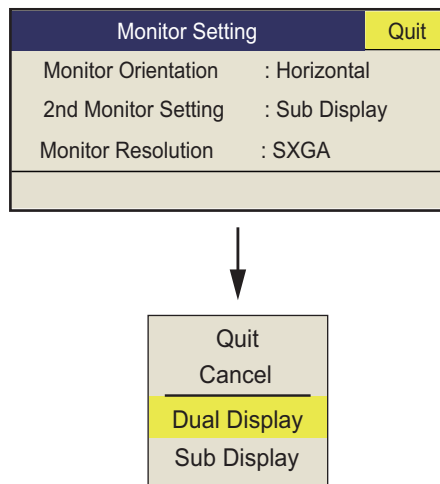 Monitor Setting Quit
Monitor Orientation : Horizontal
2nd Monitor Setting : Sub Display
Monitor Resolution : SXGA
Quit
Cancel
Dual Display
Sub Display